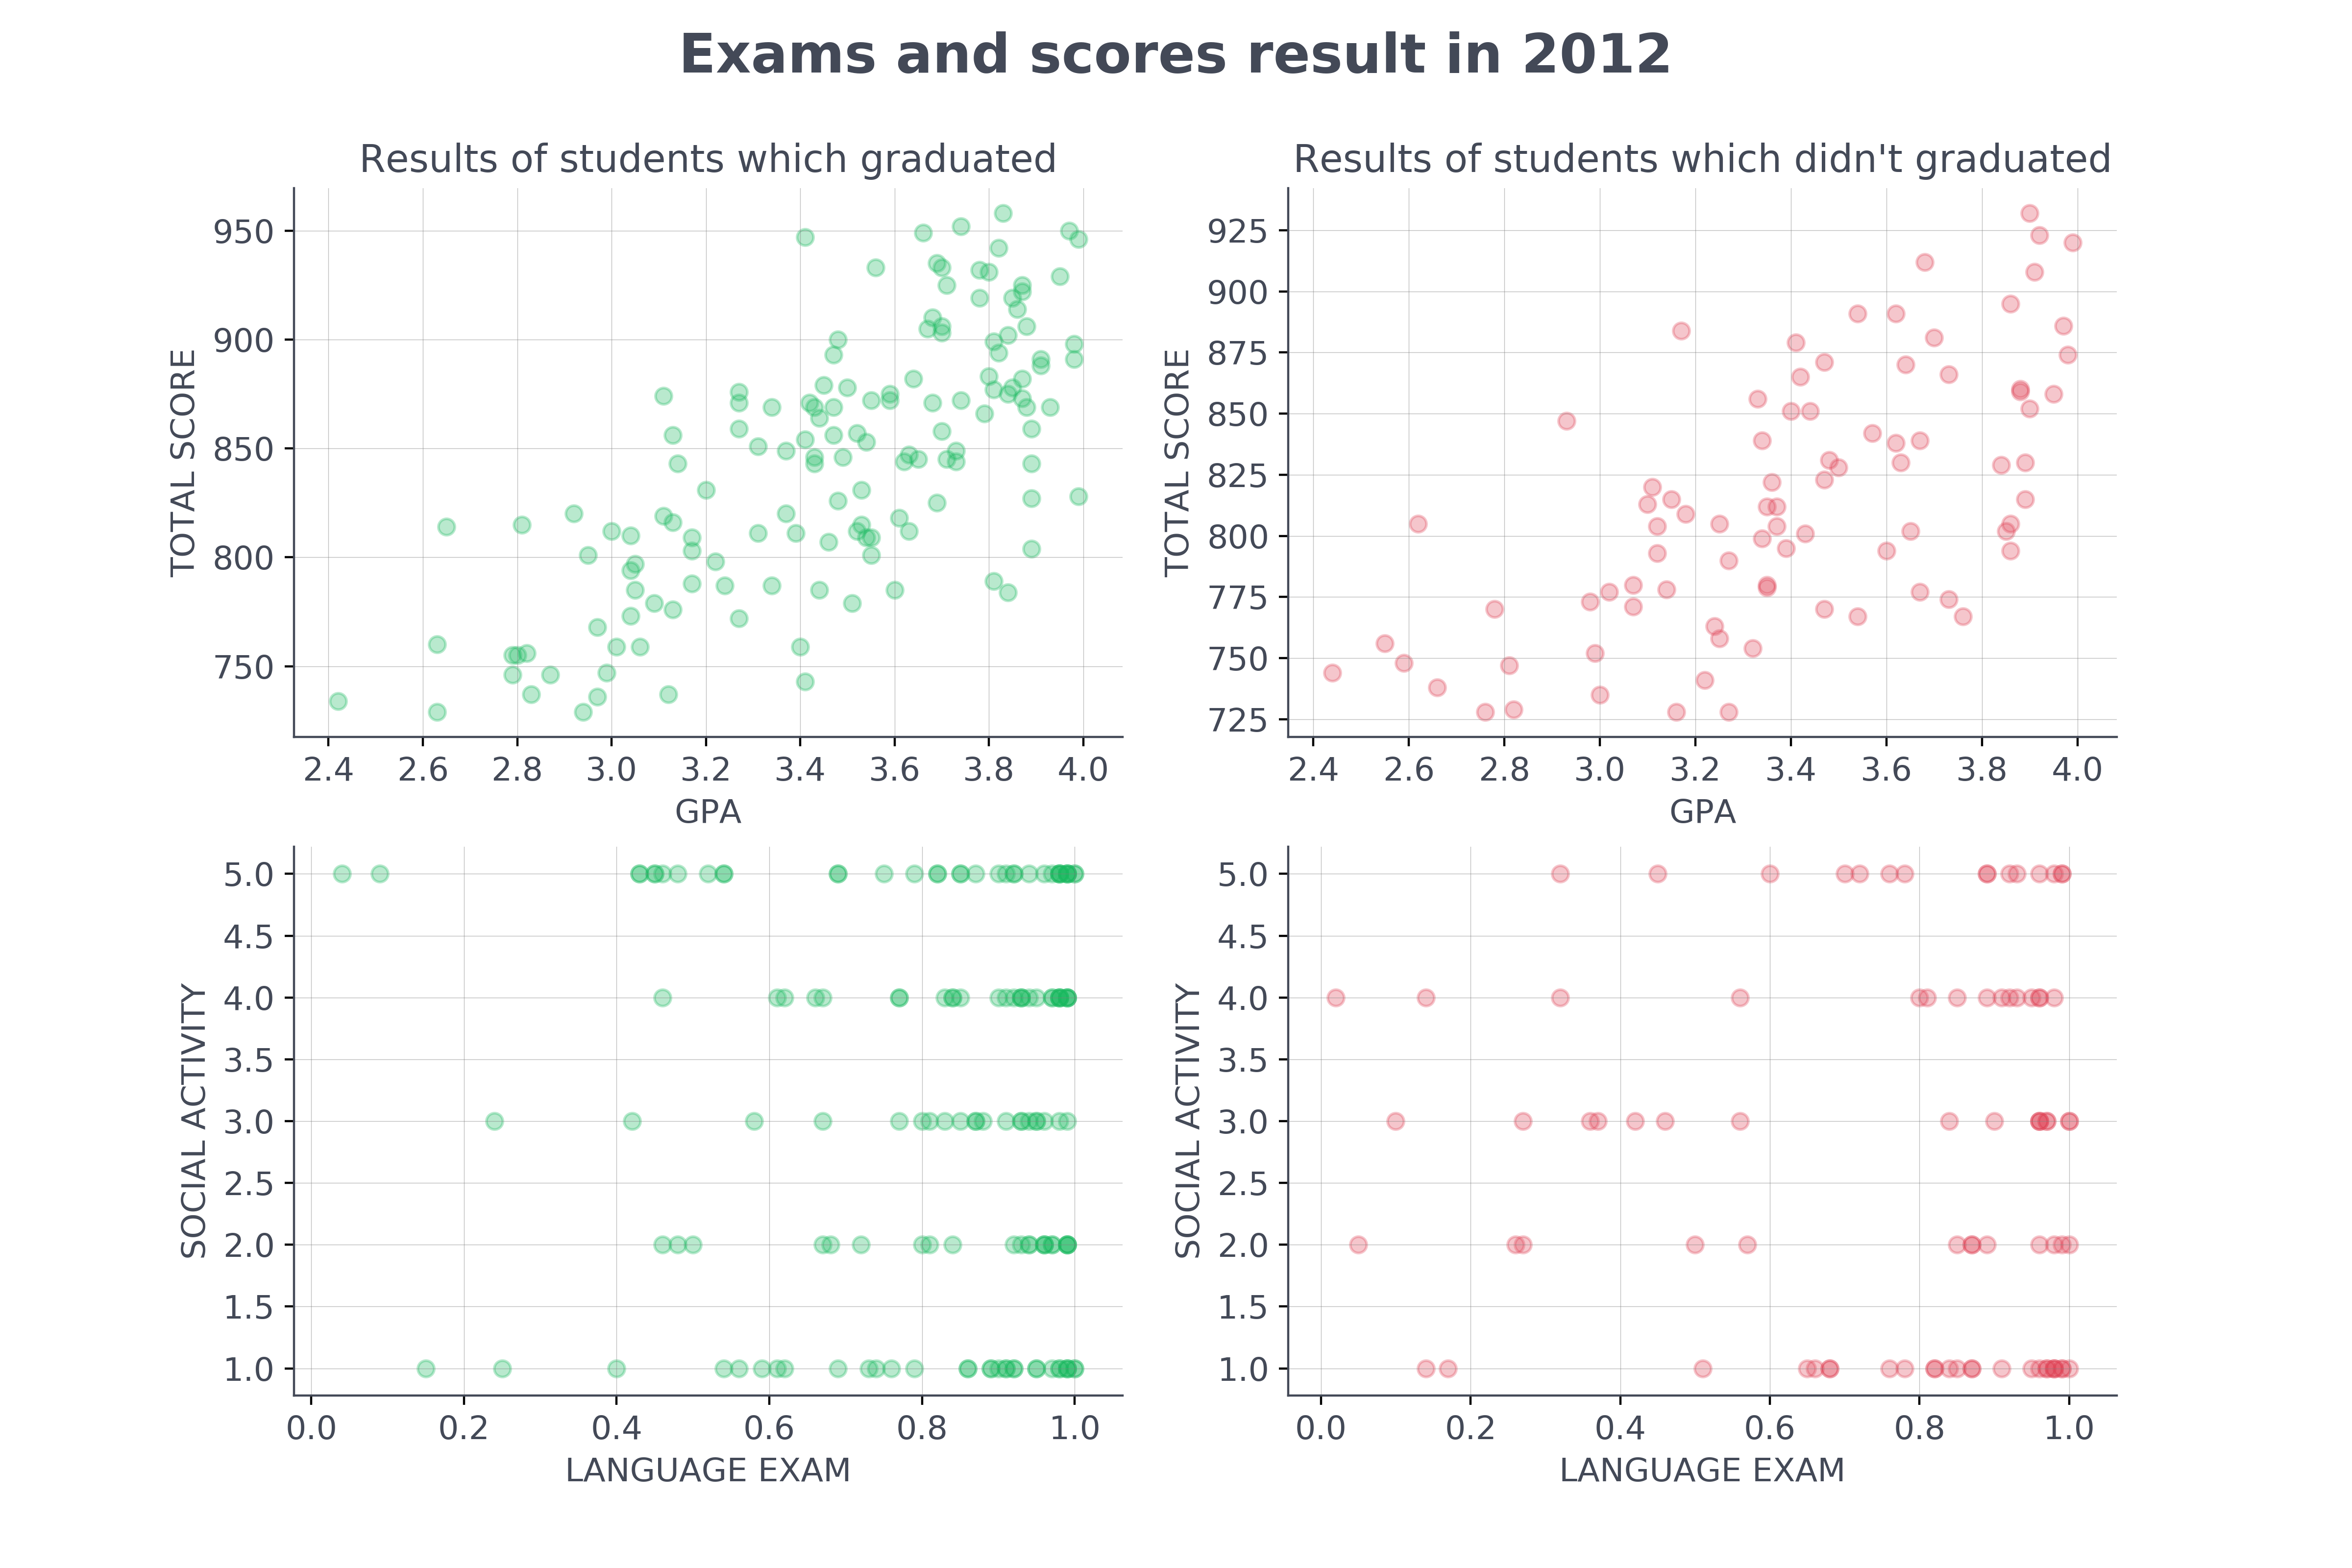 Exams and scores result in 2012
Results of students which graduated
TOTAL SCORE
950
900
850
800
750
2.4 2.6 2.8 3.0 3.2 3.4 3.6 3.8 4.0
GPA
Results of students which didn't graduated
TOTAL SCORE
925
900
875
850
825
800
775
750
725
2.4 2.6 2.8 3.0 3.2 3.4 3.6 3.8 4.0
GPA
SOCIAL ACTIVITY
5.0
4.5
4.0
3.5
3.0
2.5
2.0
1.5
1.0
0.0 0.2 0.4 0.6 0.8 1.0
LANGUAGE EXAM
SOCIAL ACTIVITY
5.0
4.5
4.0
3.5
3.0
2.5
2.0
1.5
1.0
0.0 0.2 0.4 0.6 0.8 1.0
LANGUAGE EXAM